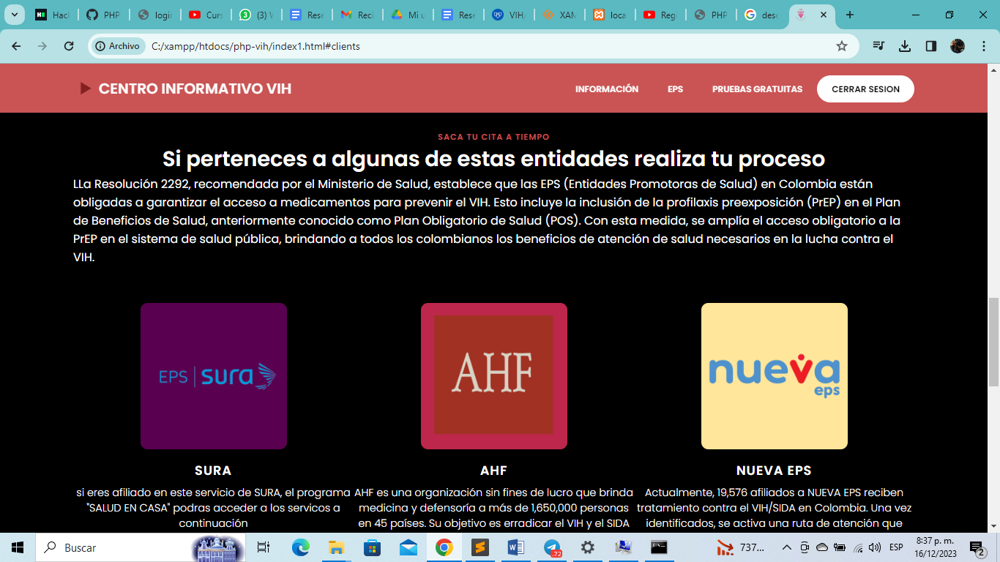 Hack
PHP
login
Curs
(3) V
Rese
Reci
Mi u
Rese
VIH/
XAM
loca
Reg
PHP
desc
Archivo
C:/xampp/htdocs/php-vih/index1.html#clients
CENTRO INFORMATIVO VIH
INFORMACIÓN
EPS
PRUEBAS GRATUITAS
CERRAR SESION
SACA TU CITA A TIEMPO
Si perteneces a algunas de estas entidades realiza tu proceso
LLa Resolución 2292, recomendada por el Ministerio de Salud, establece que las EPS (Entidades Promotoras de Salud) en Colombia están
obligadas a garantizar el acceso a medicamentos para prevenir el VIH. Esto incluye la inclusión de la profilaxis preexposición (PrEP) en el Plan
de Beneficios de Salud, anteriormente conocido como Plan Obligatorio de Salud (POS). Con esta medida, se amplía el acceso obligatorio a la
PrEP en el sistema de salud pública, brindando a todos los colombianos los beneficios de atención de salud necesarios en la lucha contra el
VIH.
EPS sura
AHF
nueva
eps
SURA
si eres afiliado en este servicio de SURA, el programa
"SALUD EN CASA" podras acceder a los servicos a
continuación
AHF
AHF es una organización sin fines de lucro que brinda
medicina y defensoría a más de 1,650,000 personas
en 45 países. Su objetivo es erradicar el VIH y el SIDA
NUEVA EPS
Actualmente, 19,576 afiliados a NUEVA EPS reciben
tratamiento contra el VIH/SIDA en Colombia. Una vez
identificados, se activa una ruta de atención que
Buscar
72
737...
ESP
8:37 p. m.
16/12/2023
2